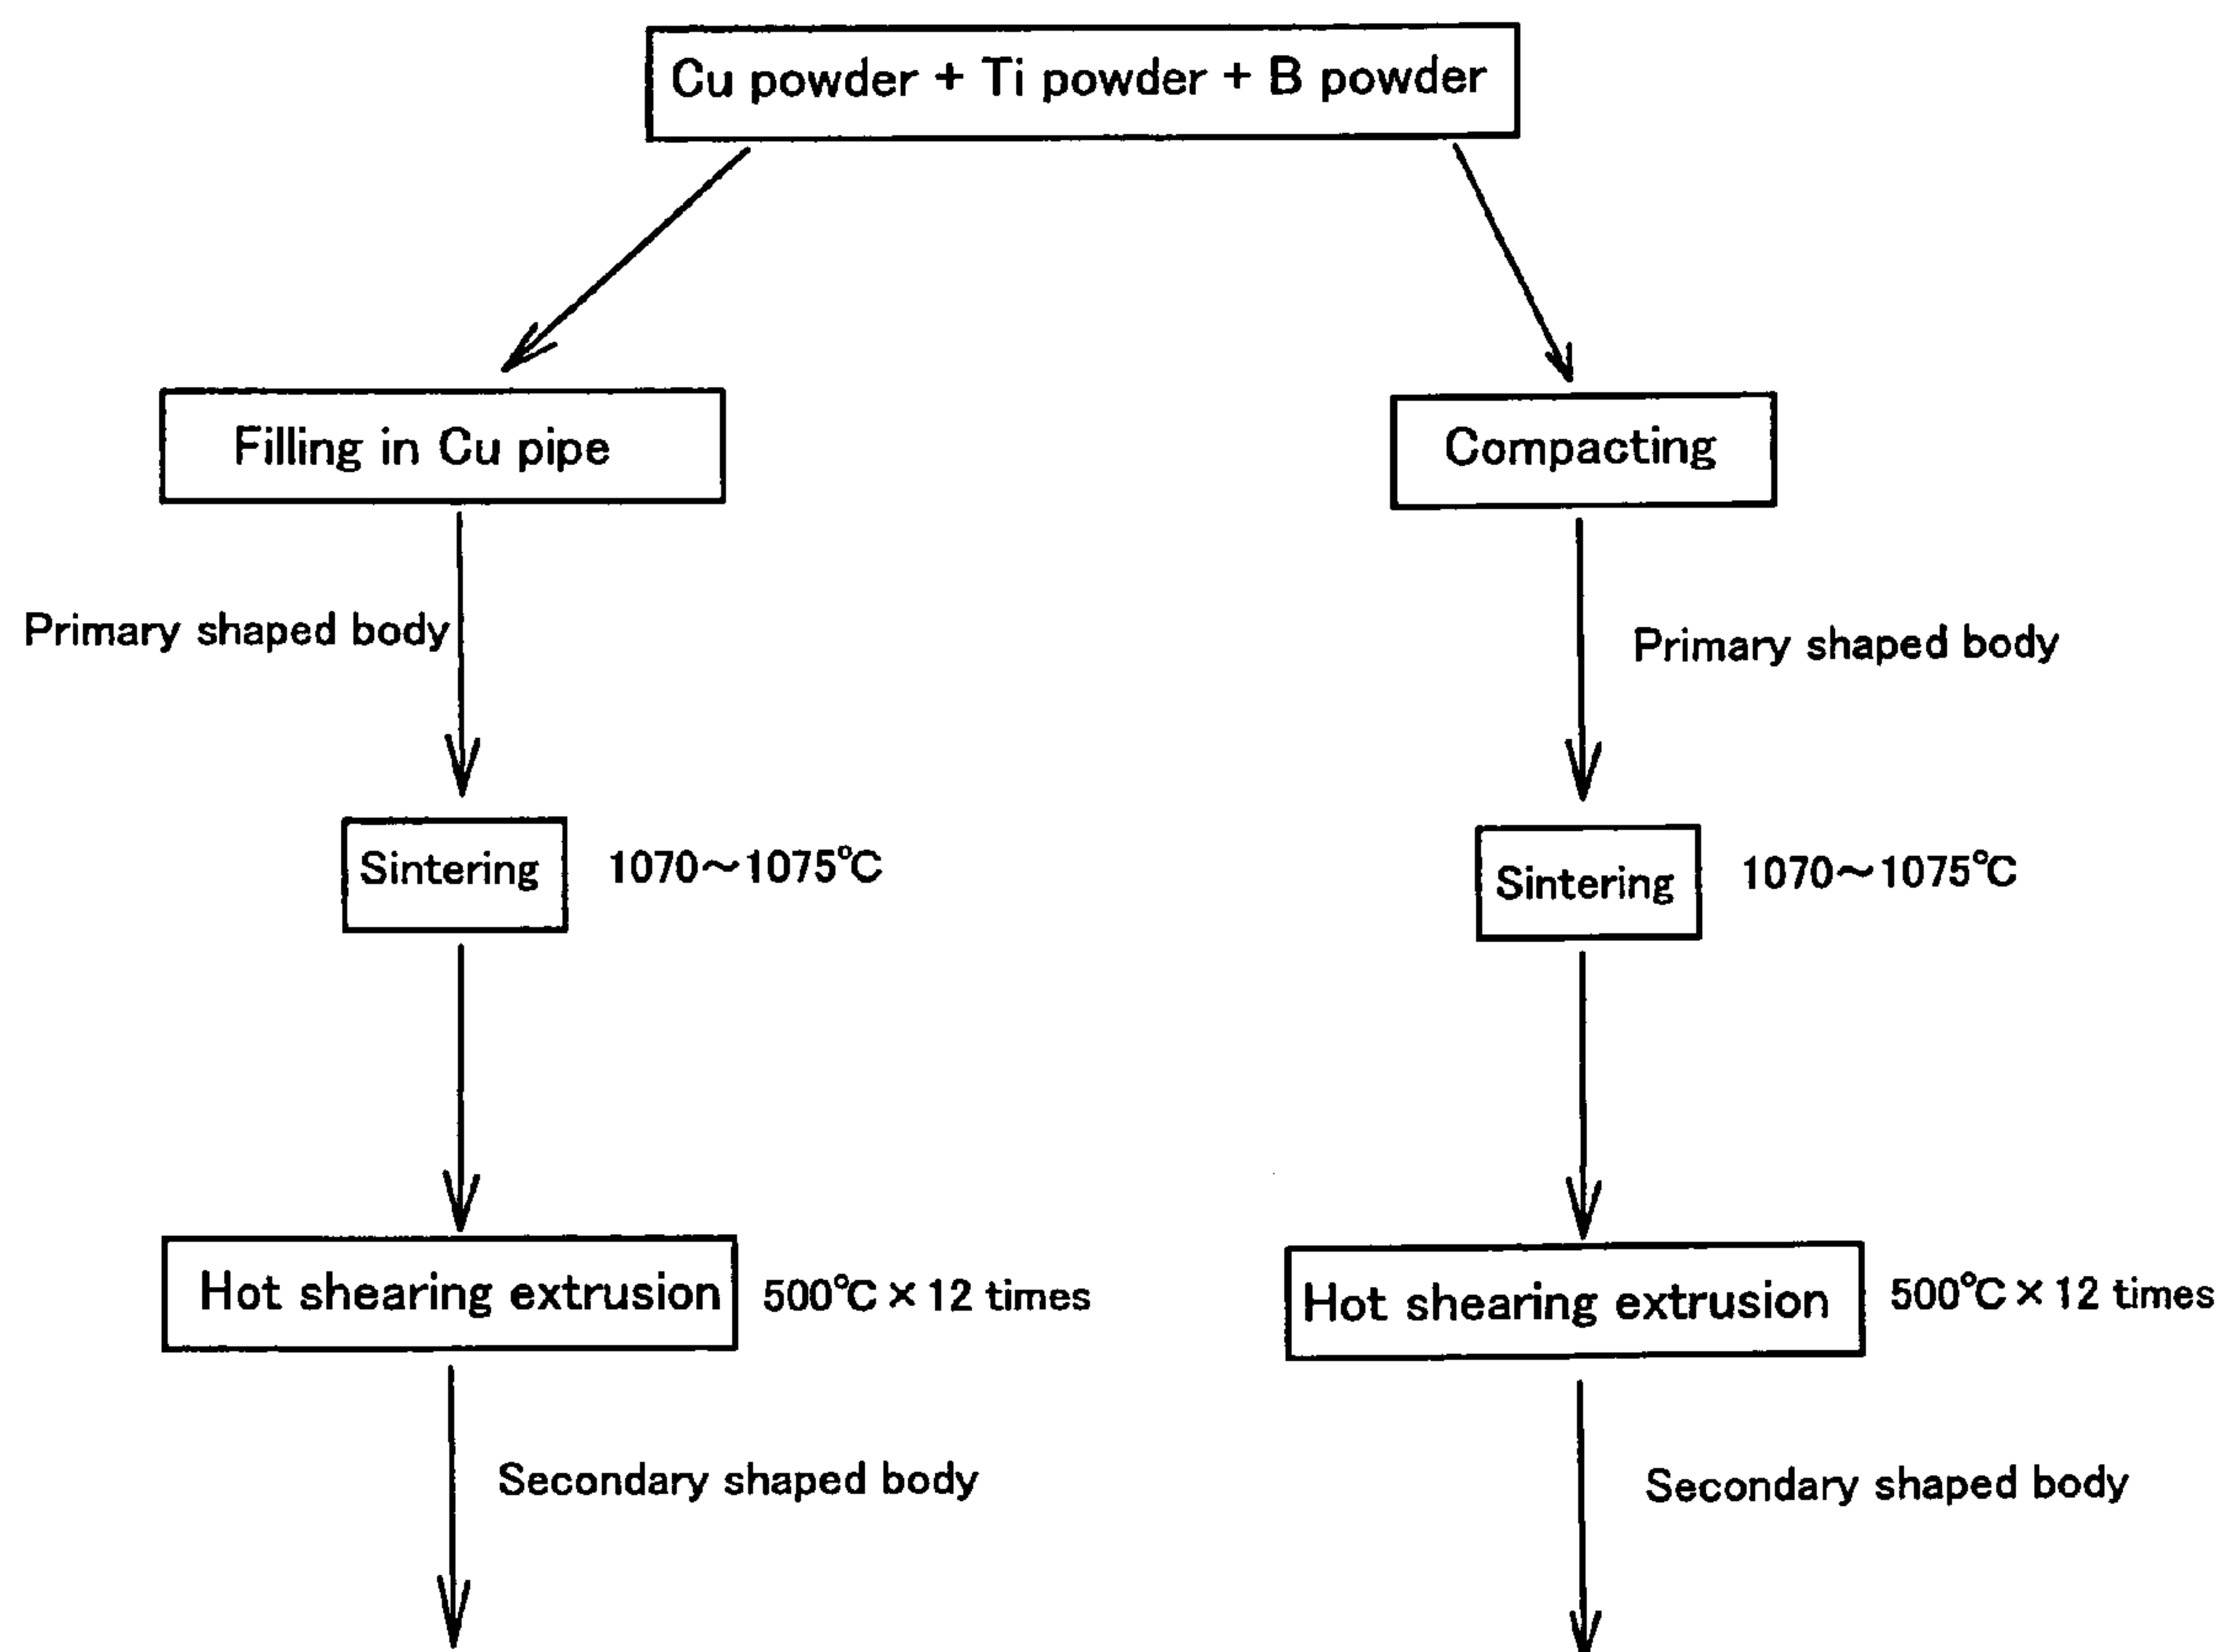 Cu powder + Ti powder + B powder
Filling in Cu pipe
Compacting
Primary shaped body
Primary shaped body
Sintering
1070～1075℃
Sintering
1070～1075℃
Hot shearing extrusion
500℃×12 times
Hot shearing extrusion
500℃×12 times
Secondary shaped body
Secondary shaped body